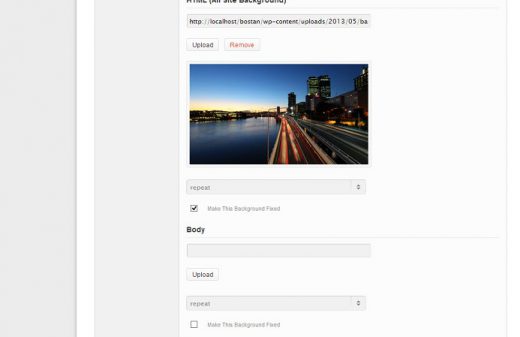 HTML (All Site Background)
http://localhost/bostan/wp-content/uploads/2013/05/ba
Upload Remove
repeat
Make This Background Fixed
Body
Upload
repeat
Make This Background Fixed